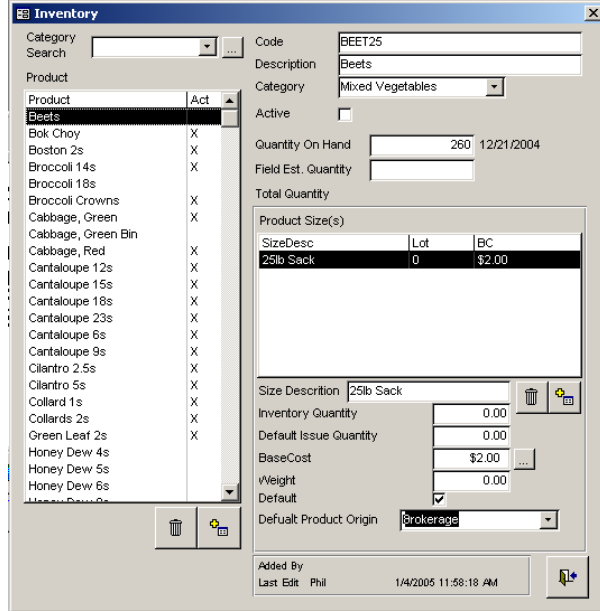 Inventory
Category Search
...
Product
Product Act
Beets
Bok Choy X
Boston 2s X
Broccoli 14s X
Broccoli 18s
Broccoli Crowns X
Cabbage, Green X
Cabbage, Green Bin
Cabbage, Red X
Cantaloupe 12s X
Cantaloupe 15s X
Cantaloupe 18s X
Cantaloupe 23s X
Cantaloupe 6s X
Cantaloupe 9s X
Cilantro 2.5s X
Cilantro 5s X
Collard 1s X
Collards 2s X
Green Leaf 2s X
Honey Dew 4s
Honey Dew 5s
Honey Dew 6s
Code BEET25
Description Beets
Category Mixed Vegetables
Active
Quantity On Hand 260 12/21/2004
Field Est. Quantity
Total Quantity
Product Size(s)
SizeDesc Lot BC
25lb Sack 0 $2.00
Size Descrition 25lb Sack
Inventory Quantity 0.00
Default Issue Quantity 0.00
BaseCost $2.00 ...
Weight 0.00
Default
Defualt Product Origin Brokerage
Added By
Last Edit Phil 1/4/2005 11:58:18 AM